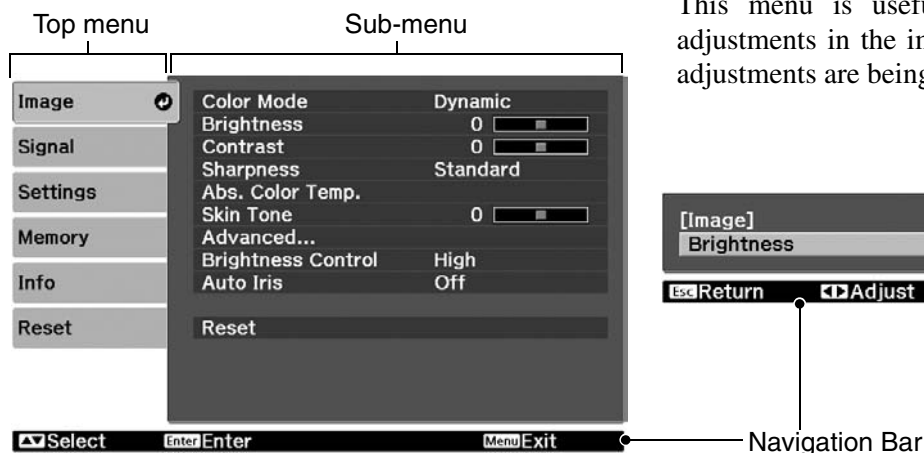 Top menu
Sub-menu
This menu is
adjustments in the
adjustments are being
Image
Signal
Settings
Memory
Info
Reset
Color Mode Dynamic
Brightness 0
Contrast 0
Sharpness Standard
Abs. Color Temp.
Skin Tone 0
Advanced...
Brightness Control High
Auto Iris Off
Reset
Select Enter Enter Menu Exit
[Image]
Brightness
Esc Return Adjust
Navigation Bar